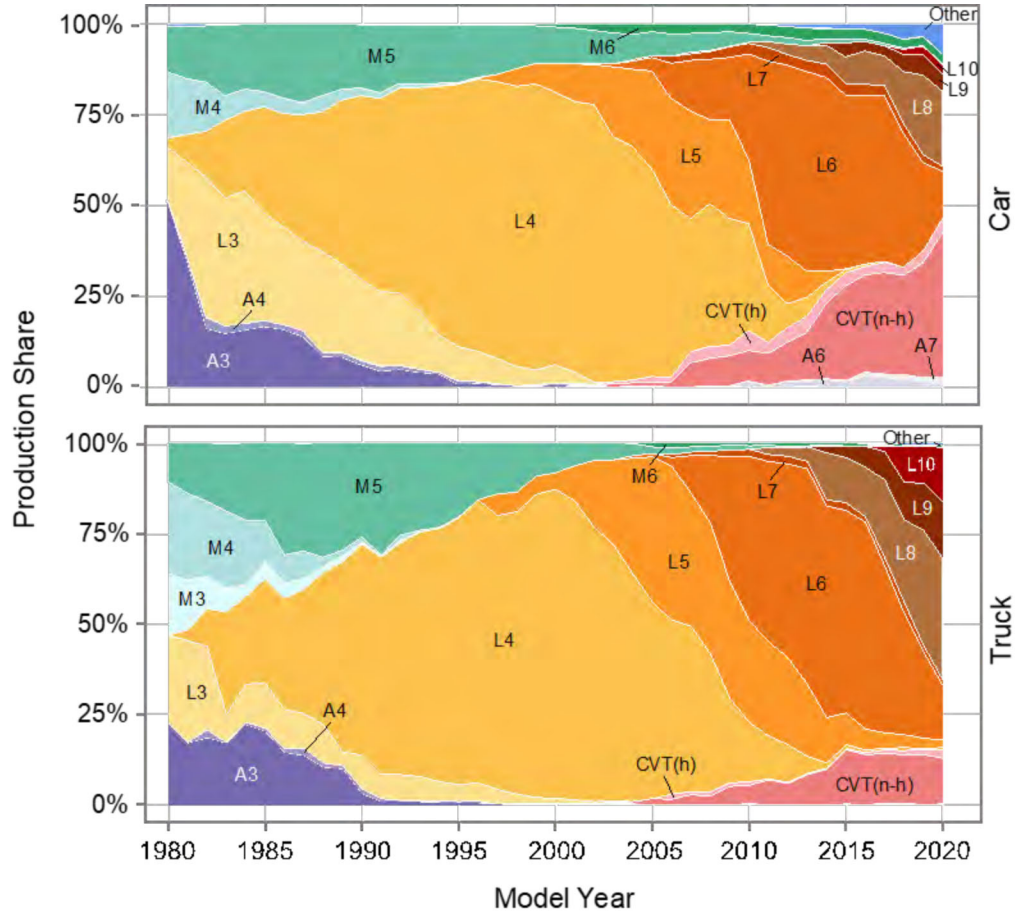 Production Share
100%
75%
50%
25%
0%
Other
M6
M5
L10
L7
L9
M4
L8
L5
L6
L4
L3
A4
CVT(h)
CVT(n-h)
A7
A3
A6
Car
100%
75%
50%
25%
0%
Other
L10
M6
M5
L7
L9
M4
L8
L5
M3
L6
L4
L3
A4
CVT(h)
A3
CVT(n-h)
Truck
1980 1985 1990 1995 2000 2005 2010 2015 2020
Model Year